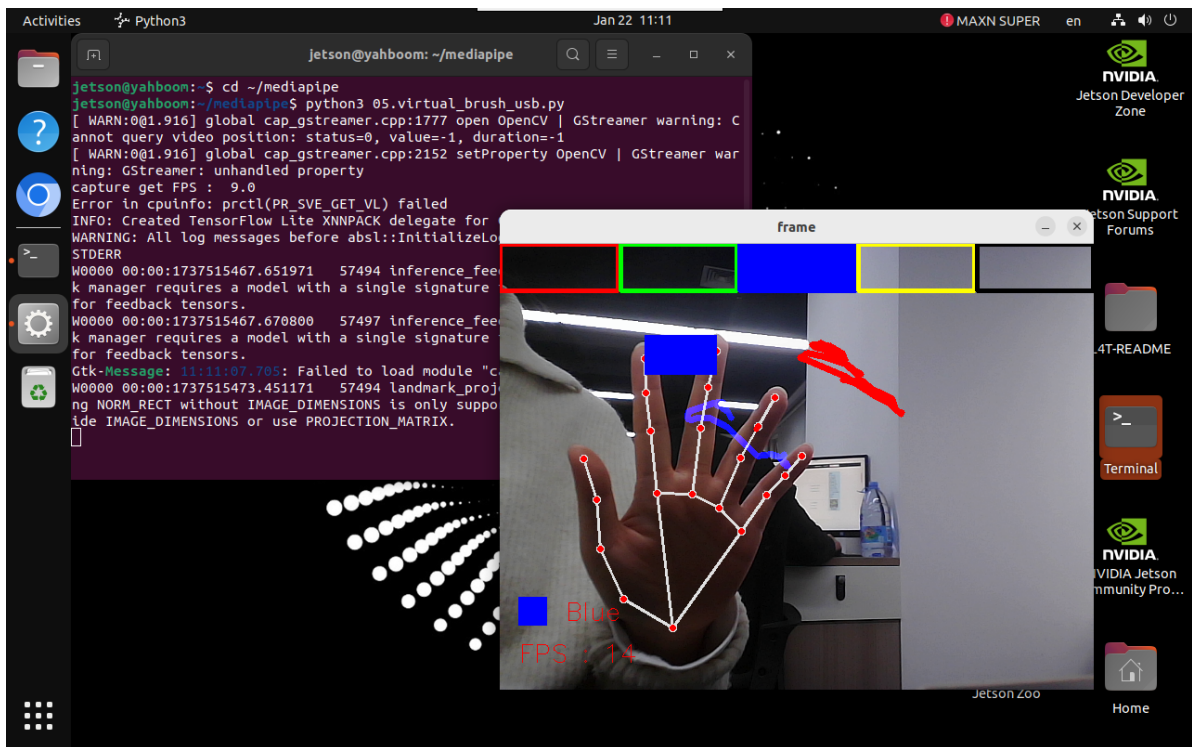 Activities
Python3
Jan 22 11:11
MAXN SUPER
en
jetson@yahboom: ~/mediapipe
jetson@yahboom:~$ cd ~/mediapipe
jetson@yahboom:~/mediapipe$ python3 05.virtual_brush_usb.py
[ WARN:0@1.916] global cap_gstreamer.cpp:1777 open OpenCV | GStreamer warning: C
annot query video position: status=0, value=-1, duration=-1
[ WARN:0@1.916] global cap_gstreamer.cpp:2152 setProperty OpenCV | GStreamer war
ning: GStreamer: unhandled property
capture get FPS :  9.0
Error in cpuinfo: prctl(PR_SVE_GET_VL) failed
INFO: Created TensorFlow Lite XNNPACK delegate for
WARNING: All log messages before absl::InitializeLo
STDERR
W0000 00:00:1737515467.651971   57494 inference_fee
k manager requires a model with a single signature
for feedback tensors.
W0000 00:00:1737515467.670800   57497 inference_fee
k manager requires a model with a single signature
for feedback tensors.
Gtk-Message: 11:11:07.705: Failed to load module "ca
W0000 00:00:1737515473.451171   57494 landmark_proj
ng NORM_RECT without IMAGE_DIMENSIONS is only suppo
ide IMAGE_DIMENSIONS or use PROJECTION_MATRIX.
frame
Blue
FPS : 14
NVIDIA.
Jetson Developer
Zone
NVIDIA.
etson Support
Forums
4T-README
Terminal
NVIDIA.
VIDIA Jetson
mmunity Pro...
Jetson Zoo
Home